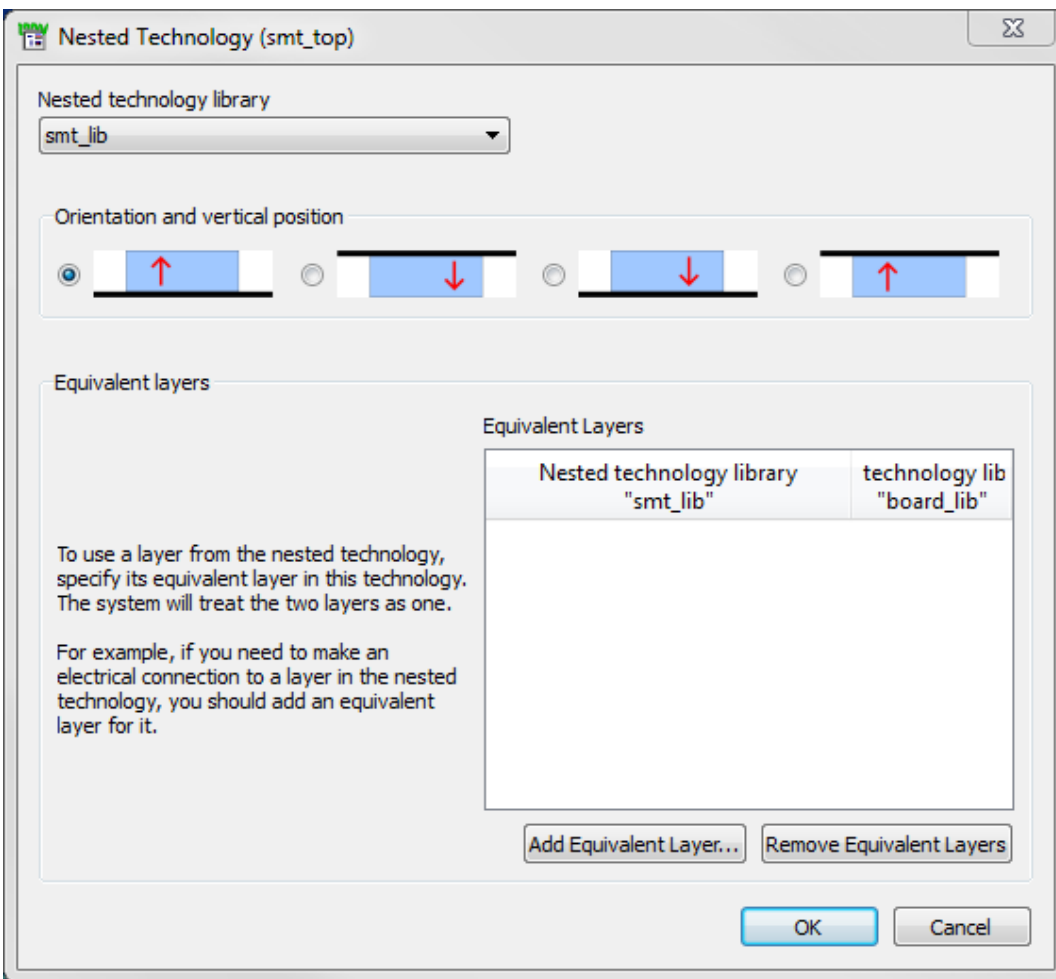 Nested Technology (smt_top)
Nested technology library
smt_lib
Orientation and vertical position
Equivalent layers
Equivalent Layers
Nested technology library
"smt_lib"
technology lib
"board_lib"
To use a layer from the nested technology,
specify its equivalent layer in this technology.
The system will treat the two layers as one.
For example, if you need to make an
electrical connection to a layer in the nested
technology, you should add an equivalent
layer for it.
Add Equivalent Layer...
Remove Equivalent Layers
OK
Cancel